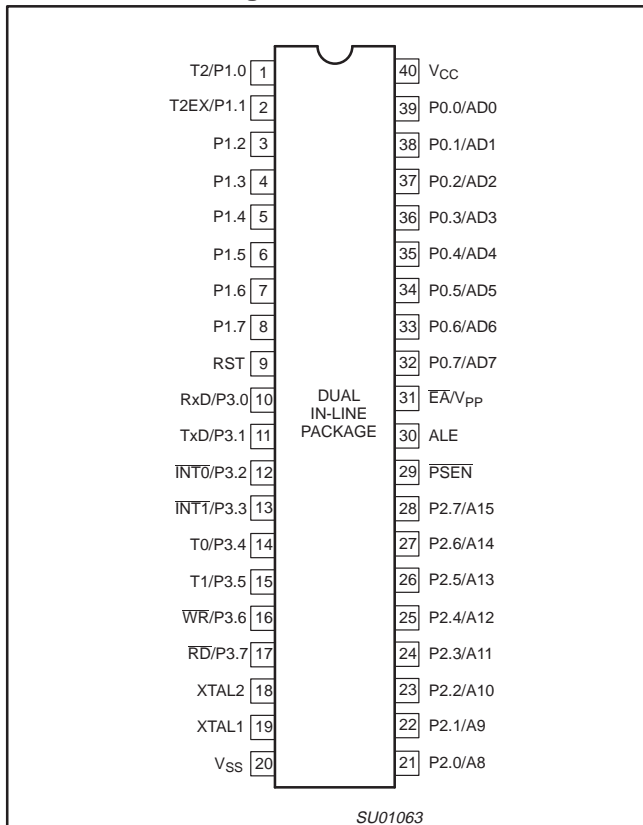 T2/P1.0 1 40 VCC
T2EX/P1.1 2 39 P0.0/AD0
P1.2 3 38 P0.1/AD1
P1.3 4 37 P0.2/AD2
P1.4 5 36 P0.3/AD3
P1.5 6 35 P0.4/AD4
P1.6 7 34 P0.5/AD5
P1.7 8 33 P0.6/AD6
RST 9 32 P0.7/AD7
RxD/P3.0 10 31 E̅A̅/VPP
TxD/P3.1 11 30 ALE
I̅N̅T̅0̅/P3.2 12 29 P̅S̅E̅N̅
I̅N̅T̅1̅/P3.3 13 28 P2.7/A15
T0/P3.4 14 27 P2.6/A14
T1/P3.5 15 26 P2.5/A13
W̅R̅/P3.6 16 25 P2.4/A12
R̅D̅/P3.7 17 24 P2.3/A11
XTAL2 18 23 P2.2/A10
XTAL1 19 22 P2.1/A9
VSS 20 21 P2.0/A8
DUAL
IN-LINE
PACKAGE
SU01063